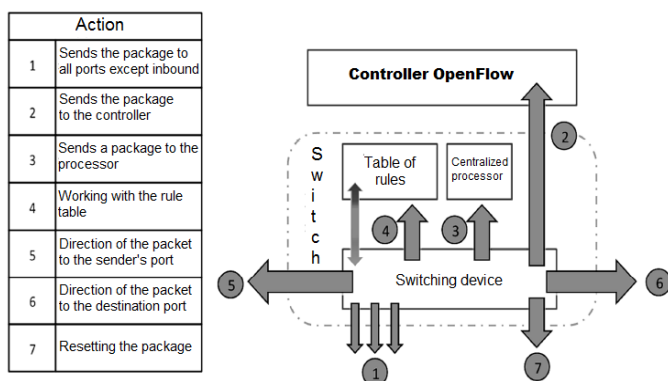 Action
1
Sends the package to
all ports except inbound
2
Sends the package
to the controller
3
Sends a package to the
processor
4
Working with the rule
table
5
Direction of the packet
to the sender's port
6
Direction of the packet
to the destination port
7
Resetting the package
Controller OpenFlow
2
Switch
Table of
rules
Centralized
processor
4
3
5
Switching device
6
1
7